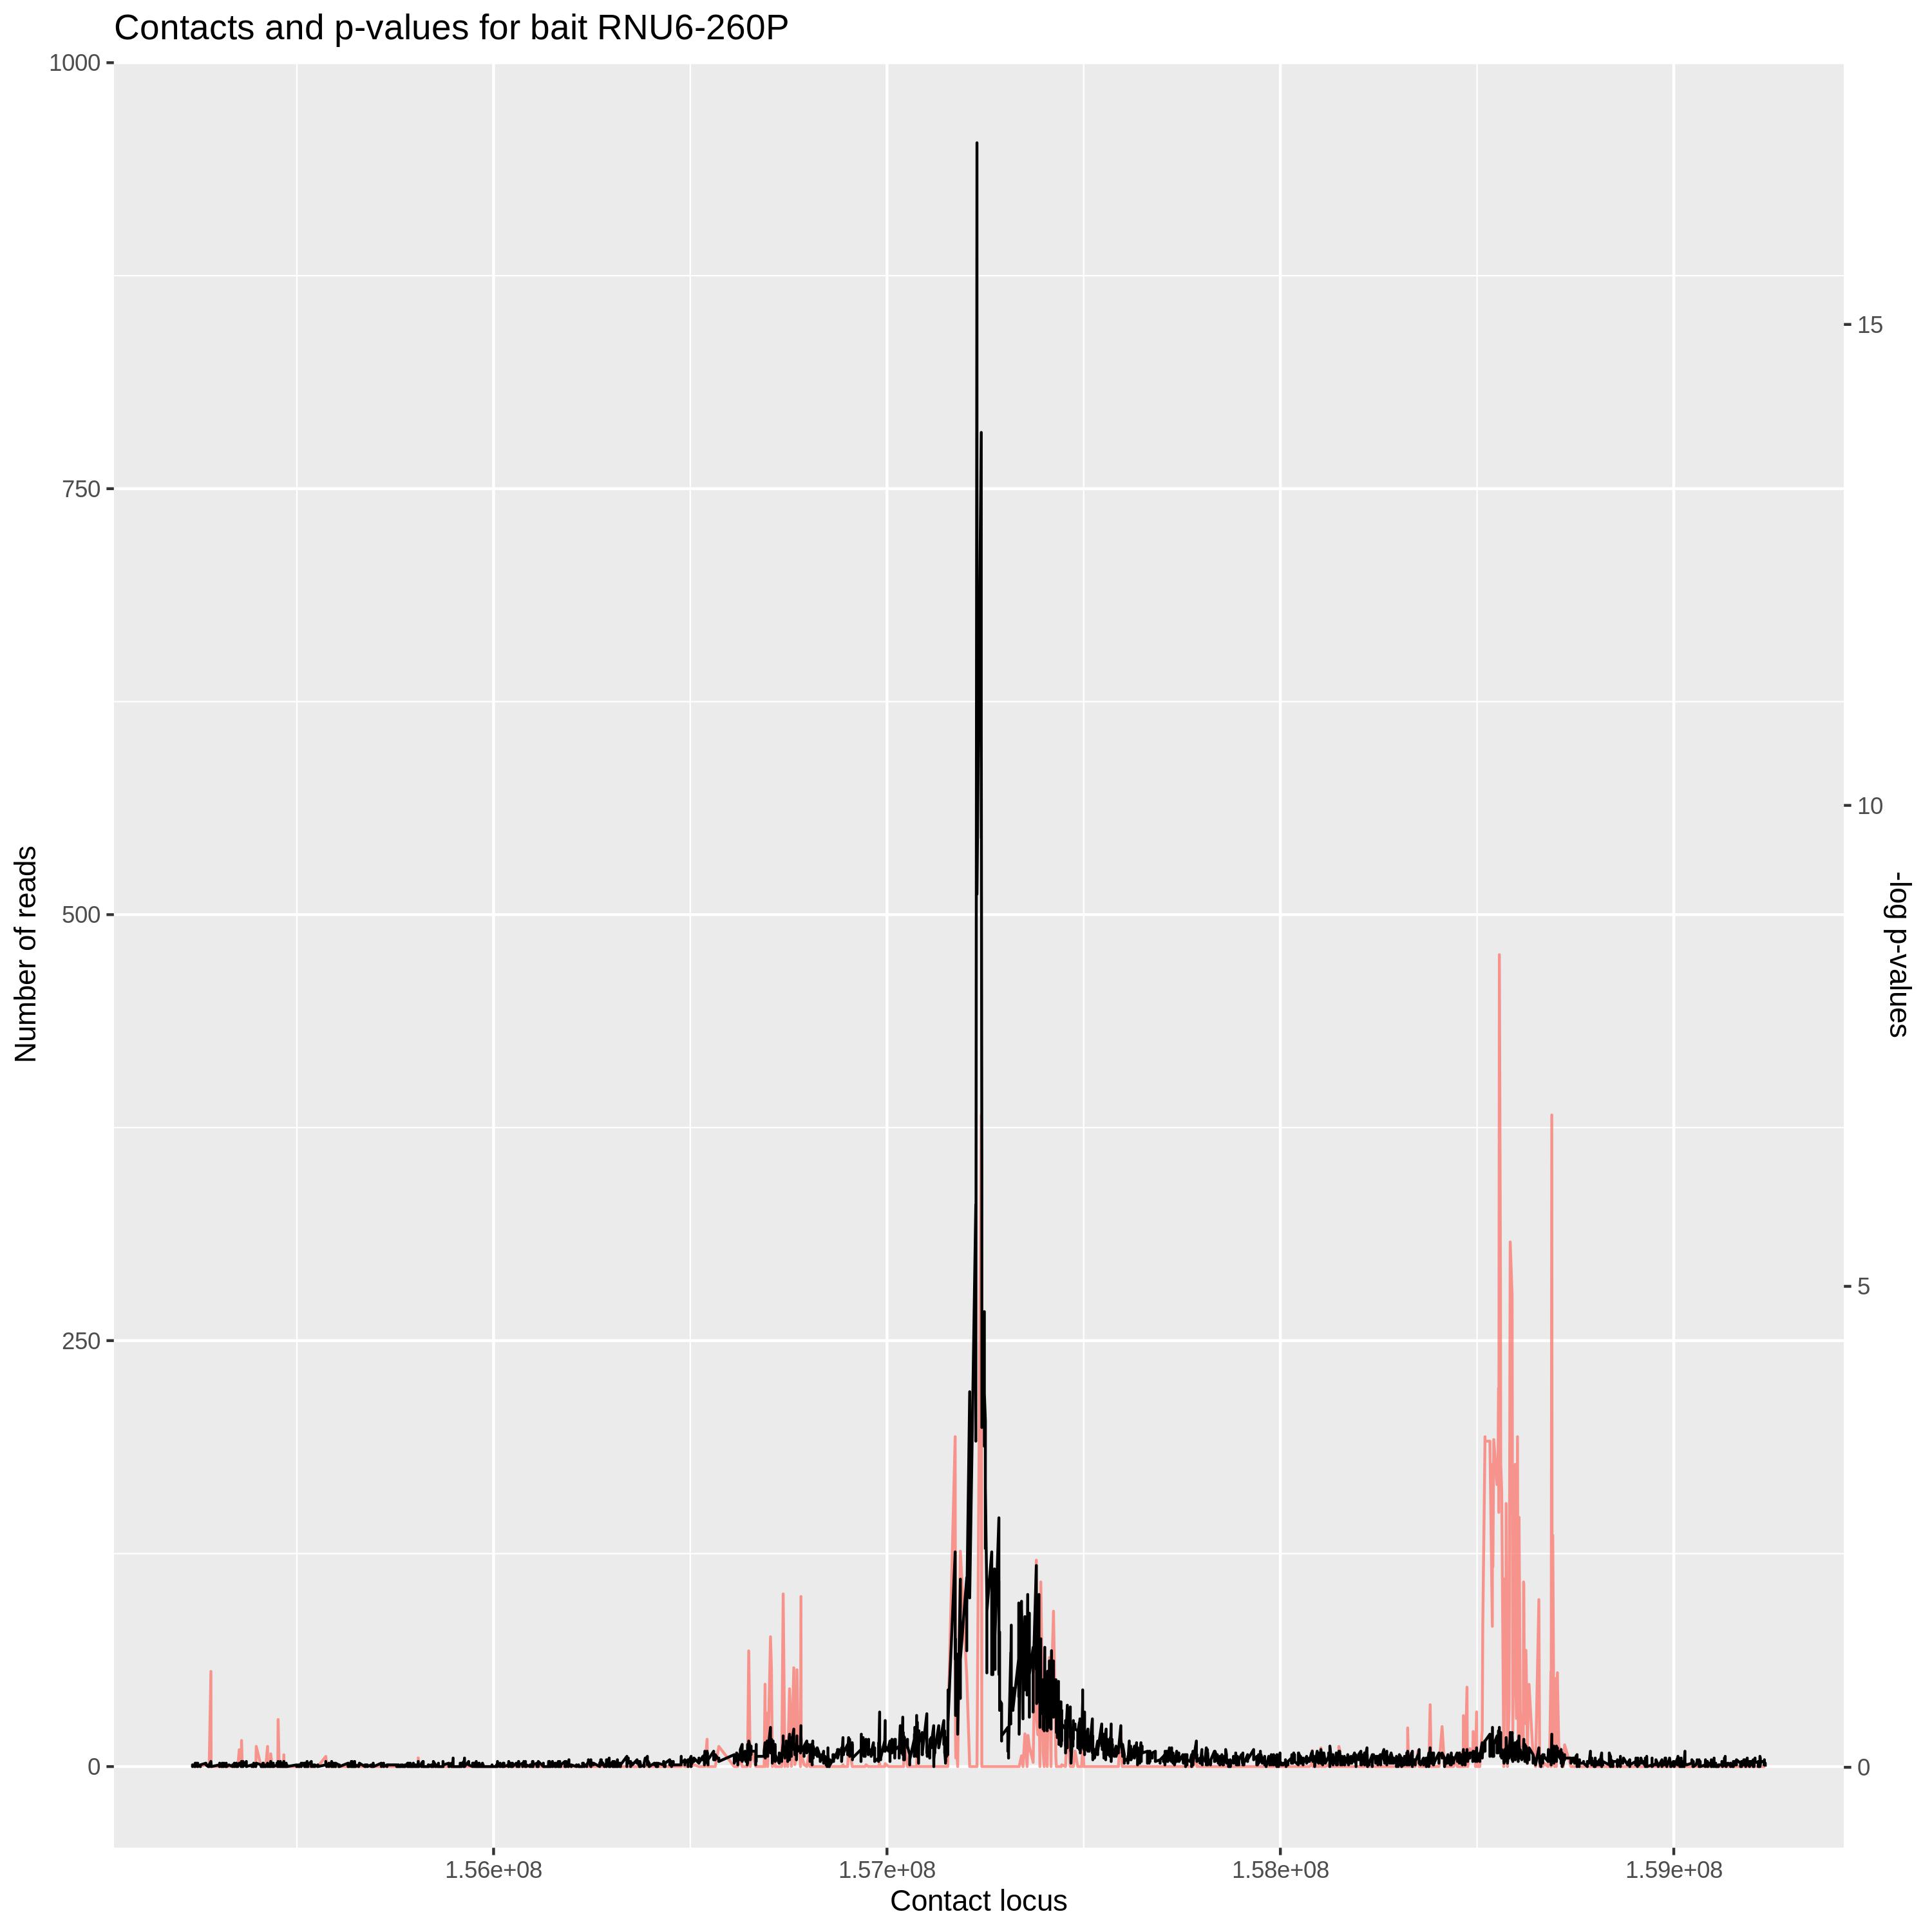 Contacts and p-values for bait RNU6-260P
1000
750
500
250
0
Number of reads
15
10
5
0
-log p-values
1.56e+08
1.57e+08
1.58e+08
1.59e+08
Contact locus